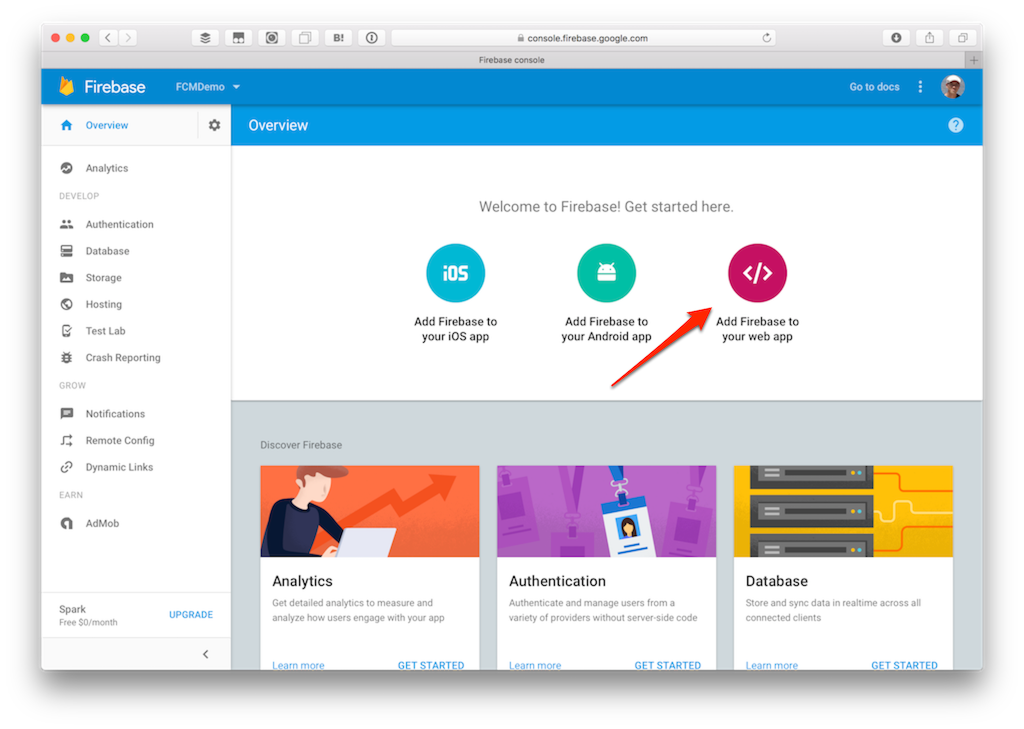 B!
console.firebase.google.com
Firebase console
Firebase
FCMDemo
Go to docs
Overview
Overview
?
Analytics
DEVELOP
Authentication
Database
Storage
Hosting
Test Lab
Crash Reporting
GROW
Notifications
Remote Config
Dynamic Links
EARN
AdMob
Spark
Free $0/month
UPGRADE
Welcome to Firebase! Get started here.
iOS
</>
Add Firebase to
your iOS app
Add Firebase to
your Android app
Add Firebase to
your web app
Discover Firebase
Analytics
Get detailed analytics to measure and
analyze how users engage with your app
Learn more
GET STARTED
Authentication
Authenticate and manage users from a
variety of providers without server-side code
Learn more
GET STARTED
Database
Store and sync data in realtime across all
connected clients
Learn more
GET STARTED